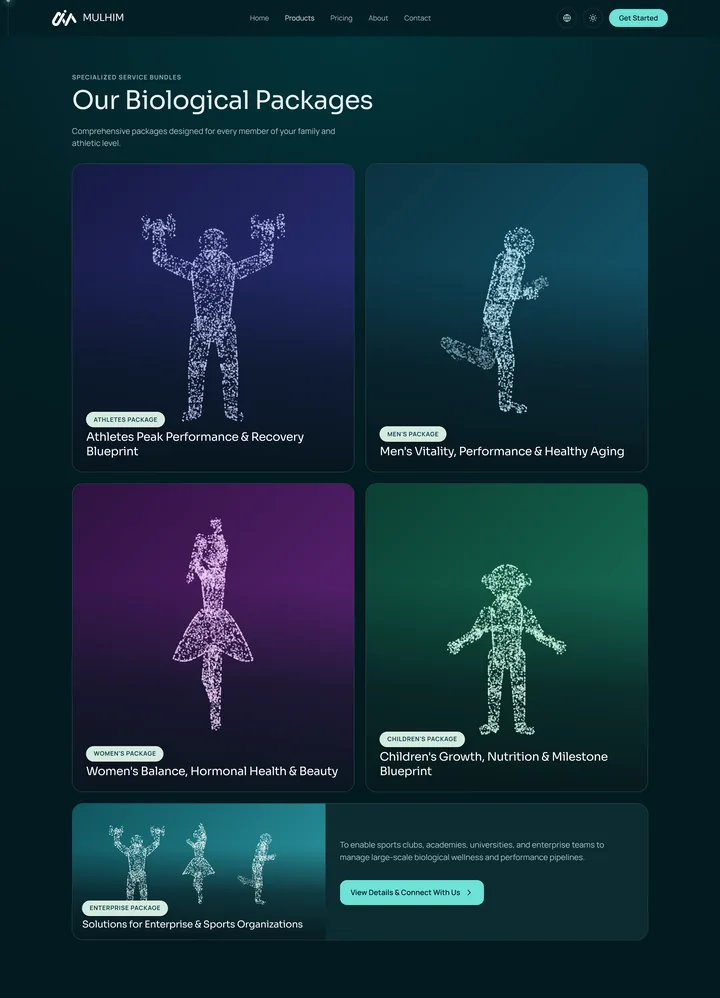 MULHIM
Home Products Pricing About Contact
Get Started
SPECIALIZED SERVICE BUNDLES
Our Biological Packages
Comprehensive packages designed for every member of your family and
athletic level.
ATHLETES PACKAGE
Athletes Peak Performance & Recovery
Blueprint
MEN'S PACKAGE
Men's Vitality, Performance & Healthy Aging
WOMEN'S PACKAGE
Women's Balance, Hormonal Health & Beauty
CHILDREN'S PACKAGE
Children's Growth, Nutrition & Milestone
Blueprint
ENTERPRISE PACKAGE
Solutions for Enterprise & Sports Organizations
To enable sports clubs, academies, universities, and enterprise teams to
manage large-scale biological wellness and performance pipelines.
View Details & Connect With Us